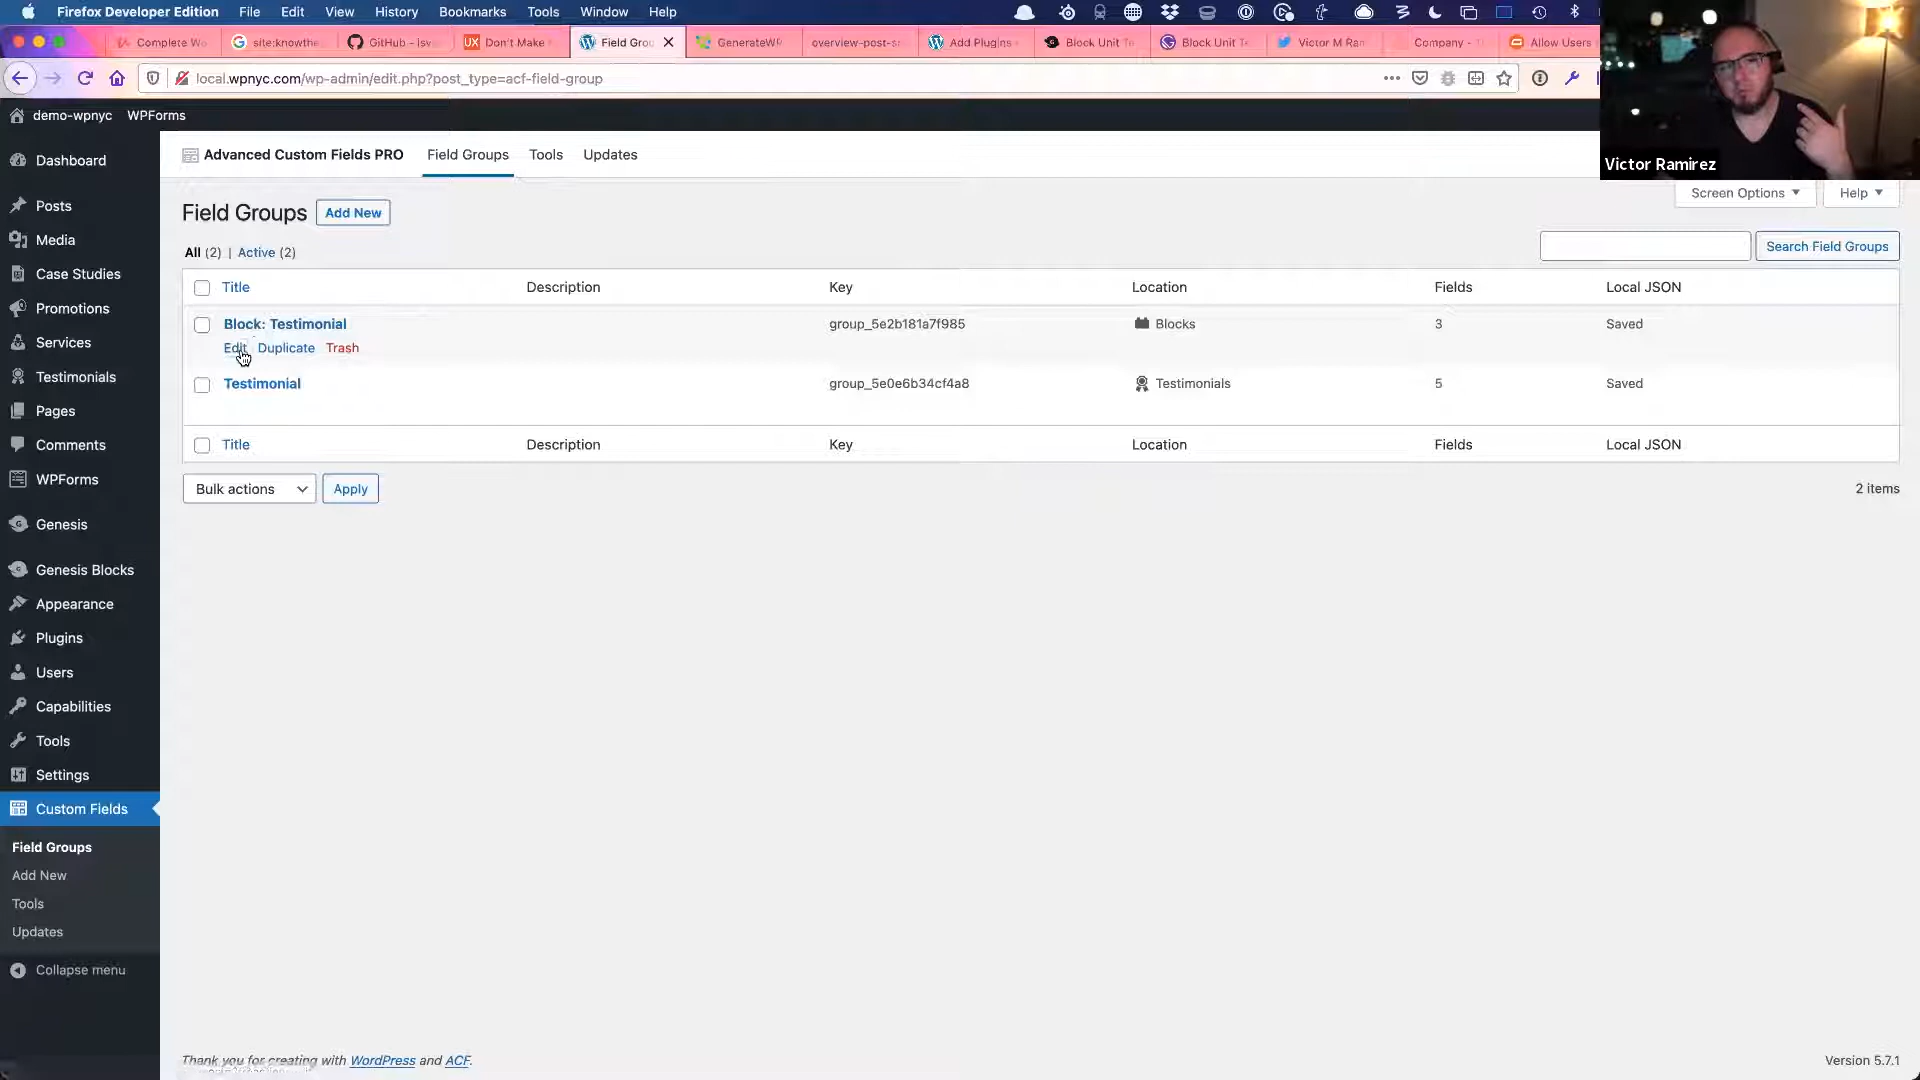 Firefox Developer Edition File Edit View History Bookmarks Tools Window Help
Complete Wo
site:knowthe
GitHub - lsv
Don't Make
Field Gro
GenerateWP
overview-post-s
Add Plugins
Block Unit Te
Block Unit T
Victor M Ran
Company -
Allow Users
local.wpnyc.com/wp-admin/edit.php?post_type=acf-field-group
demo-wpnyc WPForms
Victor Ramirez
Advanced Custom Fields PRO Field Groups Tools Updates
Screen Options Help
Field Groups Add New
All (2) | Active (2)
Search Field Groups
Title Description Key Location Fields Local JSON
Block: Testimonial group_5e2b181a7f985 Blocks 3 Saved
Edit Duplicate Trash
Testimonial group_5e0e6b34cf4a8 Testimonials 5 Saved
Title Description Key Location Fields Local JSON
Bulk actions Apply 2 items
Dashboard
Posts
Media
Case Studies
Promotions
Services
Testimonials
Pages
Comments
WPForms
Genesis
Genesis Blocks
Appearance
Plugins
Users
Capabilities
Tools
Settings
Custom Fields
Field Groups
Add New
Tools
Updates
Collapse menu
Thank you for creating with WordPress and ACF. Version 5.7.1